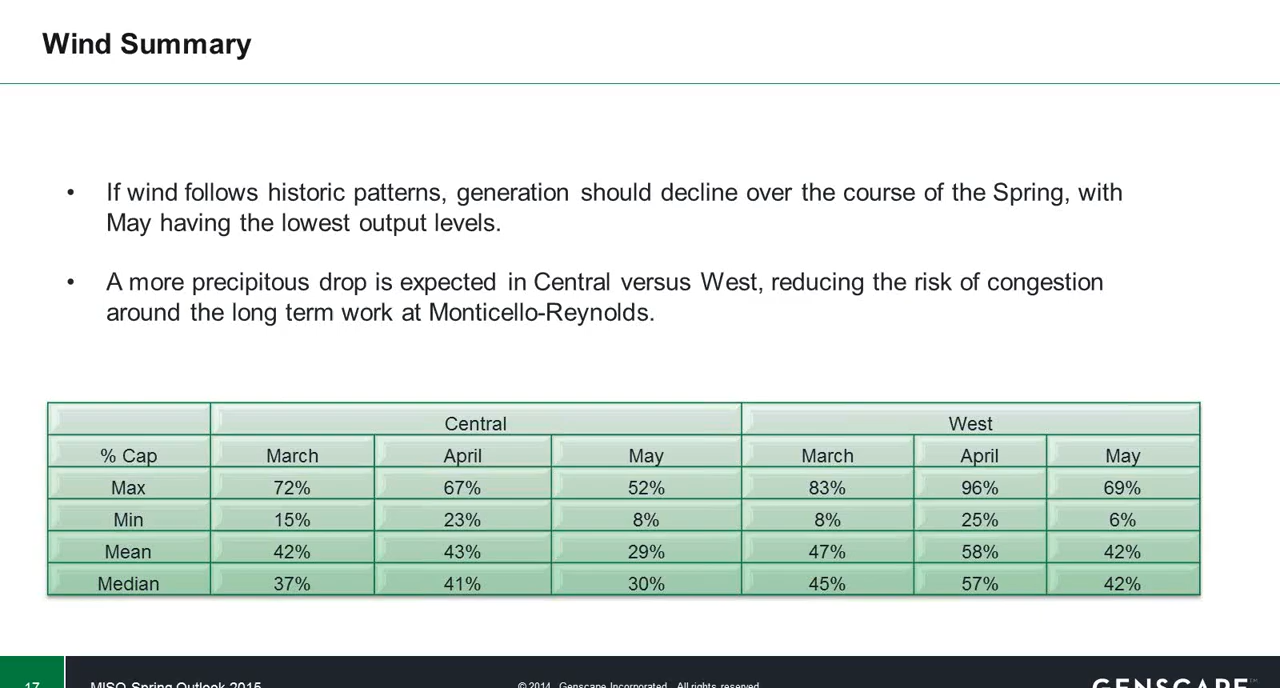 Wind Summary
• If wind follows historic patterns, generation should decline over the course of the Spring, with
May having the lowest output levels.
• A more precipitous drop is expected in Central versus West, reducing the risk of congestion
around the long term work at Monticello-Reynolds.
Central West
% Cap March April May March April May
Max 72% 67% 52% 83% 96% 69%
Min 15% 23% 8% 8% 25% 6%
Mean 42% 43% 29% 47% 58% 42%
Median 37% 41% 30% 45% 57% 42%
17 MISO Spring Outlook 2015 © 2014 Genscape Incorporated. All rights reserved. GENSCAPE™